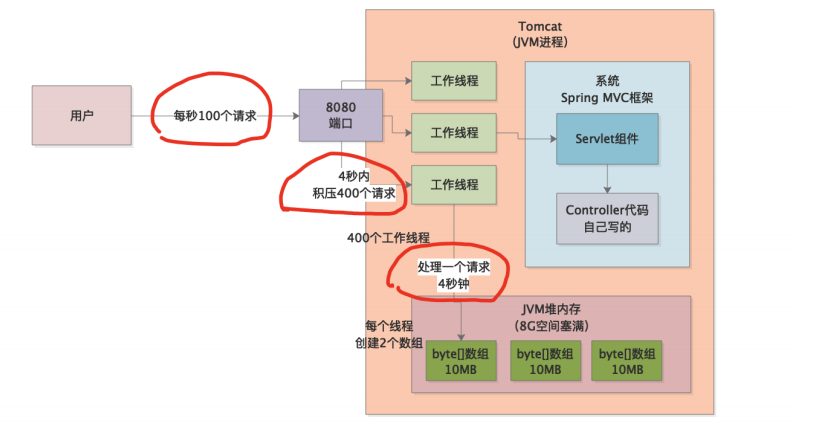 Tomcat
（JVM进程）
用户
每秒100个请求
8080
端口
工作线程
工作线程
工作线程
系统
Spring MVC框架
Servlet组件
Controller代码
自己写的
4秒内
积压400个请求
400个工作线程
处理一个请求
4秒钟
每个线程
创建2个数组
JVM堆内存
（8G空间塞满）
byte[]数组
10MB
byte[]数组
10MB
byte[]数组
10MB